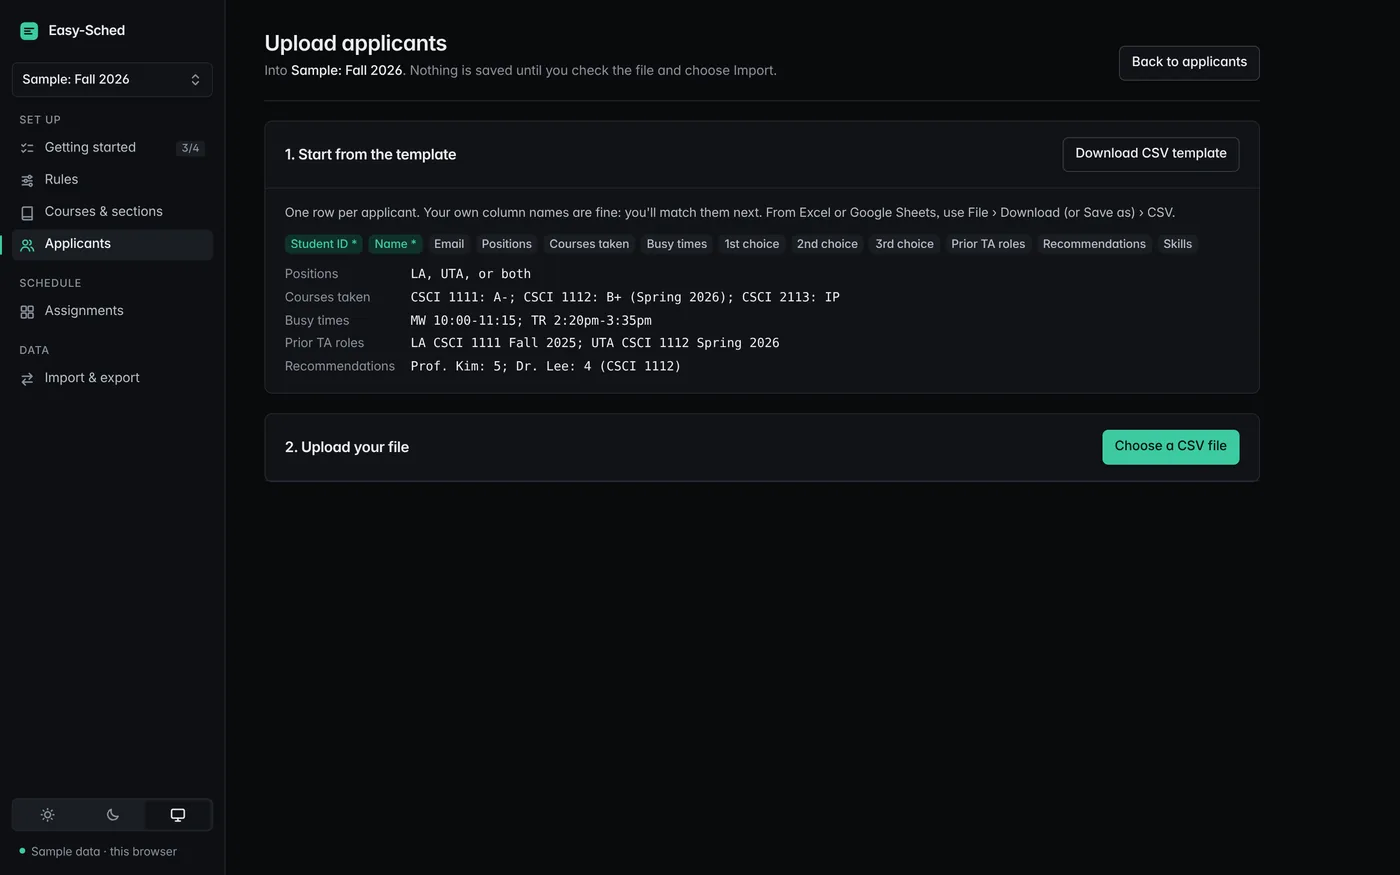 Easy-Sched
Sample: Fall 2026
SET UP
Getting started 3/4
Rules
Courses & sections
Applicants
SCHEDULE
Assignments
DATA
Import & export
Sample data · this browser
Upload applicants
Into Sample: Fall 2026. Nothing is saved until you check the file and choose Import.
Back to applicants
1. Start from the template
Download CSV template
One row per applicant. Your own column names are fine: you'll match them next. From Excel or Google Sheets, use File › Download (or Save as) › CSV.
Student ID * Name * Email Positions Courses taken Busy times 1st choice 2nd choice 3rd choice Prior TA roles Recommendations Skills
Positions LA, UTA, or both
Courses taken CSCI 1111: A-; CSCI 1112: B+ (Spring 2026); CSCI 2113: IP
Busy times MW 10:00-11:15; TR 2:20pm-3:35pm
Prior TA roles LA CSCI 1111 Fall 2025; UTA CSCI 1112 Spring 2026
Recommendations Prof. Kim: 5; Dr. Lee: 4 (CSCI 1112)
2. Upload your file
Choose a CSV file